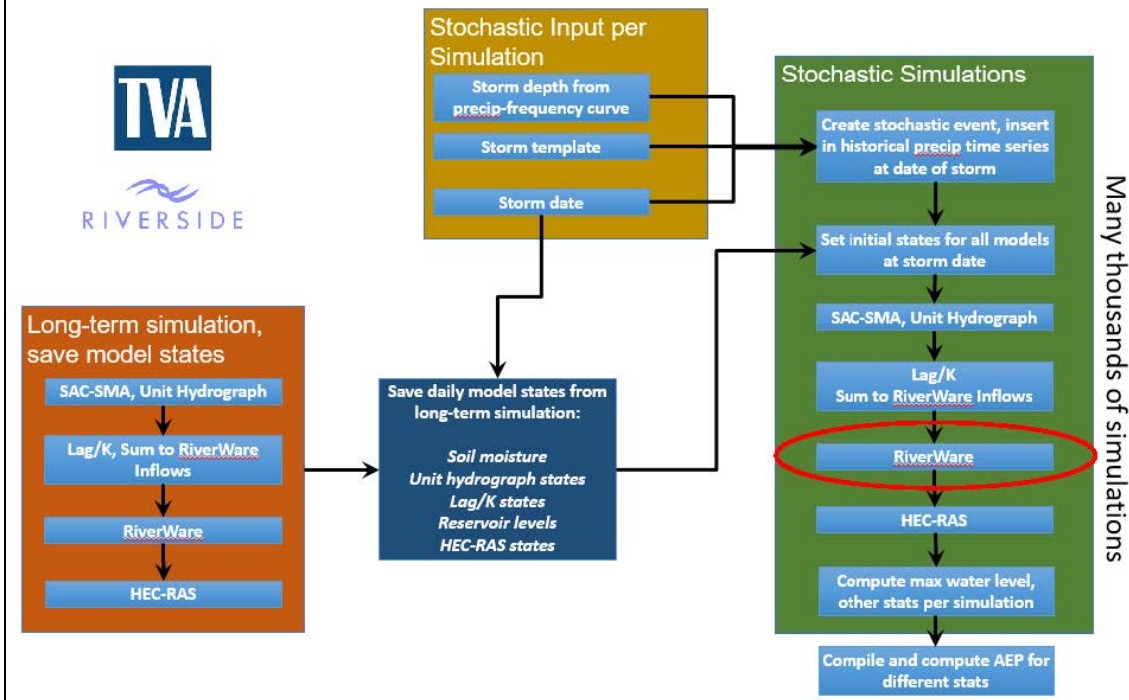 TVA
RIVERSIDE
Stochastic Input per
Simulation
Storm depth from
precip-frequency curve
Storm template
Storm date
Long-term simulation,
save model states
SAC-SMA, Unit Hydrograph
Lag/K, Sum to RiverWare
Inflows
RiverWare
HEC-RAS
Save daily model states from
long-term simulation:
Soil moisture
Unit hydrograph states
Lag/K states
Reservoir levels
HEC-RAS states
Stochastic Simulations
Create stochastic event, insert
in historical precip time series
at date of storm
Set initial states for all models
at storm date
SAC-SMA, Unit Hydrograph
Lag/K
Sum to RiverWare Inflows
RiverWare
HEC-RAS
Compute max water level,
other stats per simulation
Compile and compute AEP for
different stats
Many thousands of simulations